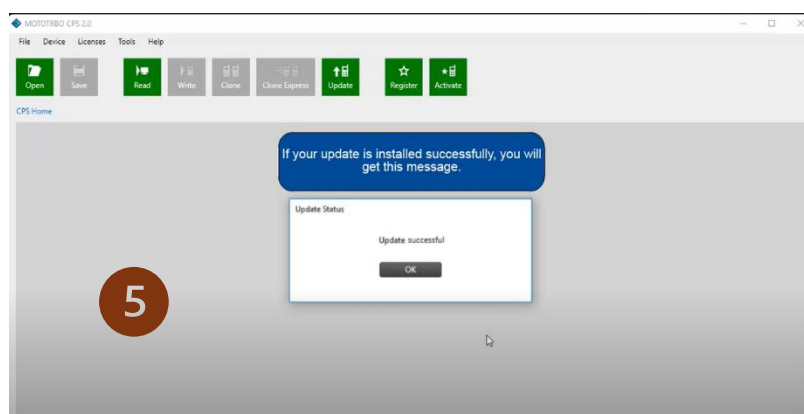 MOTOTRBO CPS 2.0
File Device Licenses Tools Help
Open Save Read Write Clone Clone Express Update Register Activate
CPS Home
If your update is installed successfully, you will
get this message.
Update Status
Update successful
OK
5